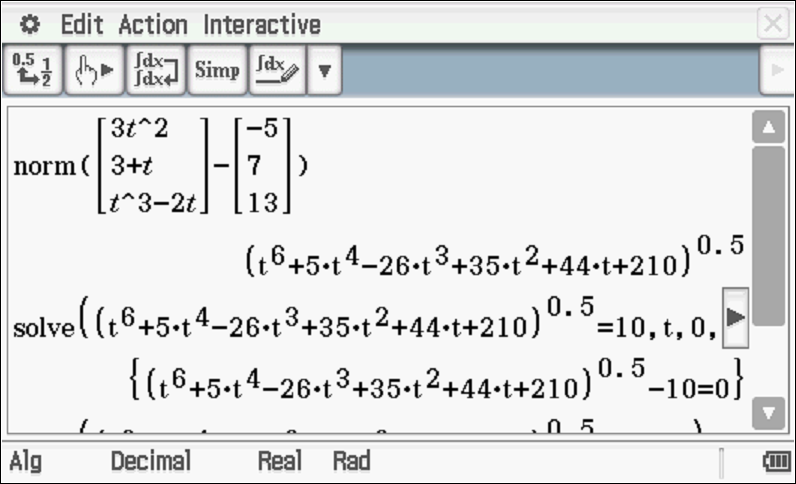 Edit Action Interactive
0.5 1/2 ∫dx ∫dx Simp ∫dx
norm([3t^2 3+t t^3-2t]-[-5 7 13])
(t^6+5·t^4-26·t^3+35·t^2+44·t+210)^0.5
solve((t^6+5·t^4-26·t^3+35·t^2+44·t+210)^0.5=10,t,0,
{(t^6+5·t^4-26·t^3+35·t^2+44·t+210)^0.5-10=0}
Alg Decimal Real Rad